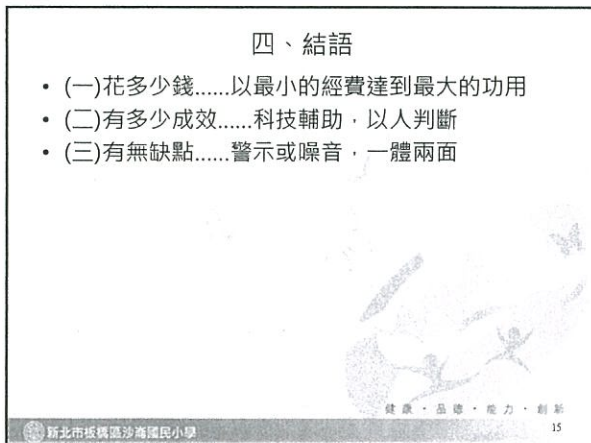 四、結語
• (一)花多少錢......以最小的經費達到最大的功用
• (二)有多少成效......科技輔助，以人判斷
• (三)有無缺點......警示或噪音，一體兩面
健康・品德・能力・創新
新北市板橋區沙崙國民小學
15